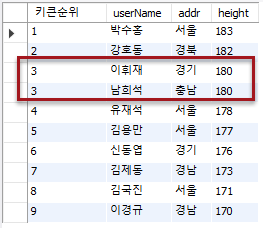 키큰순위 userName addr height
1 박수홍 서울 183
2 강호동 경북 182
3 이휘재 경기 180
3 남희석 충남 180
4 유재석 서울 178
5 김용만 서울 177
6 신동엽 경기 176
7 김제동 경남 173
8 김국진 서울 171
9 이경규 경남 170